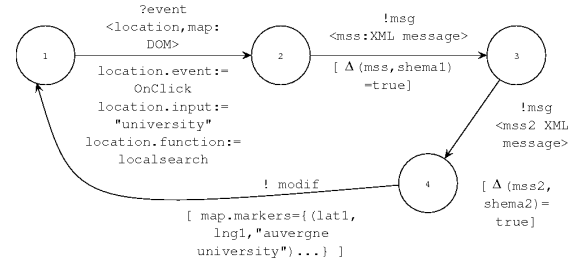 ?event
<location,map:
DOM>
1
2
location.event:=
OnClick
location.input:=
"university"
location.function:=
localsearch
!msg
<mss:XML message>
3
[ Δ(mss,shema1)
=true]
!msg
<mss2 XML
message>
4
[ Δ(mss2,
shema2)=
true]
! modif
[ map.markers={(lat1,
lng1,"auvergne
university")...} ]